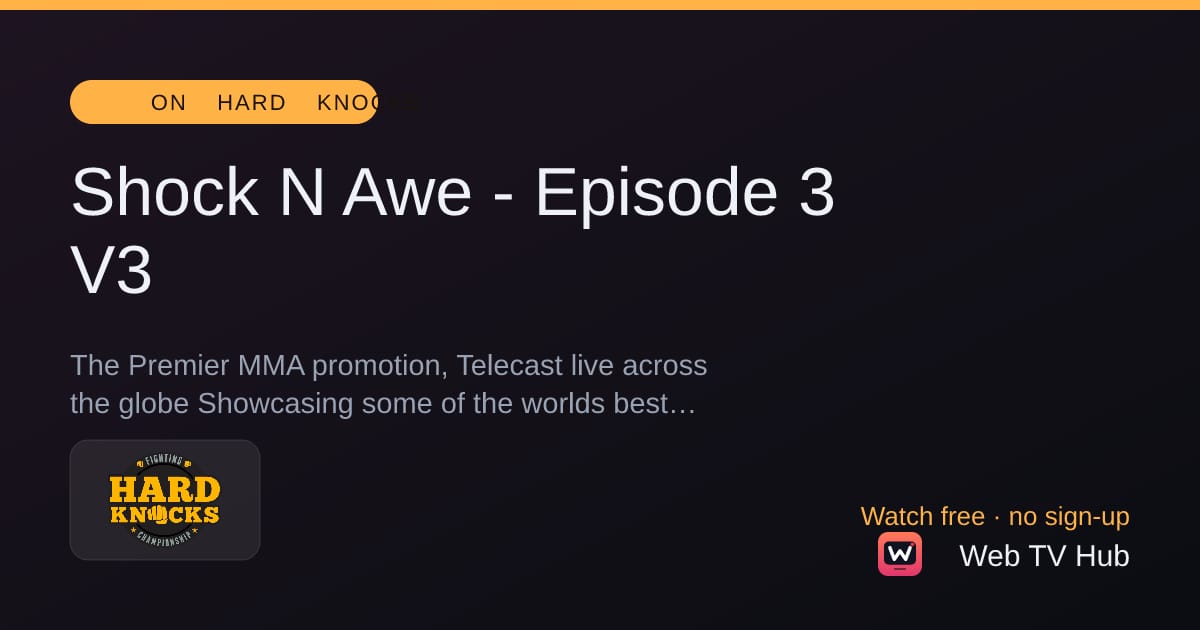 ON HARD KNOC
Shock N Awe - Episode 3
V3
The Premier MMA promotion, Telecast live across
the globe Showcasing some of the worlds best…
FIGHTING
HARD
KNOCKS
CHAMPIONSHIP
Watch free · no sign-up
W
Web TV Hub